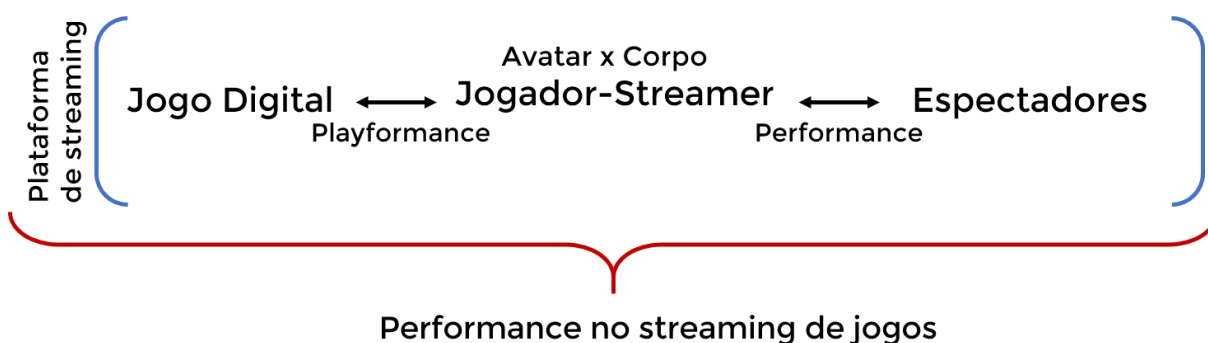 Plataforma
de streaming
Avatar x Corpo
Jogo Digital
Jogador-Streamer
Espectadores
Playformance
Performance
Performance no streaming de jogos